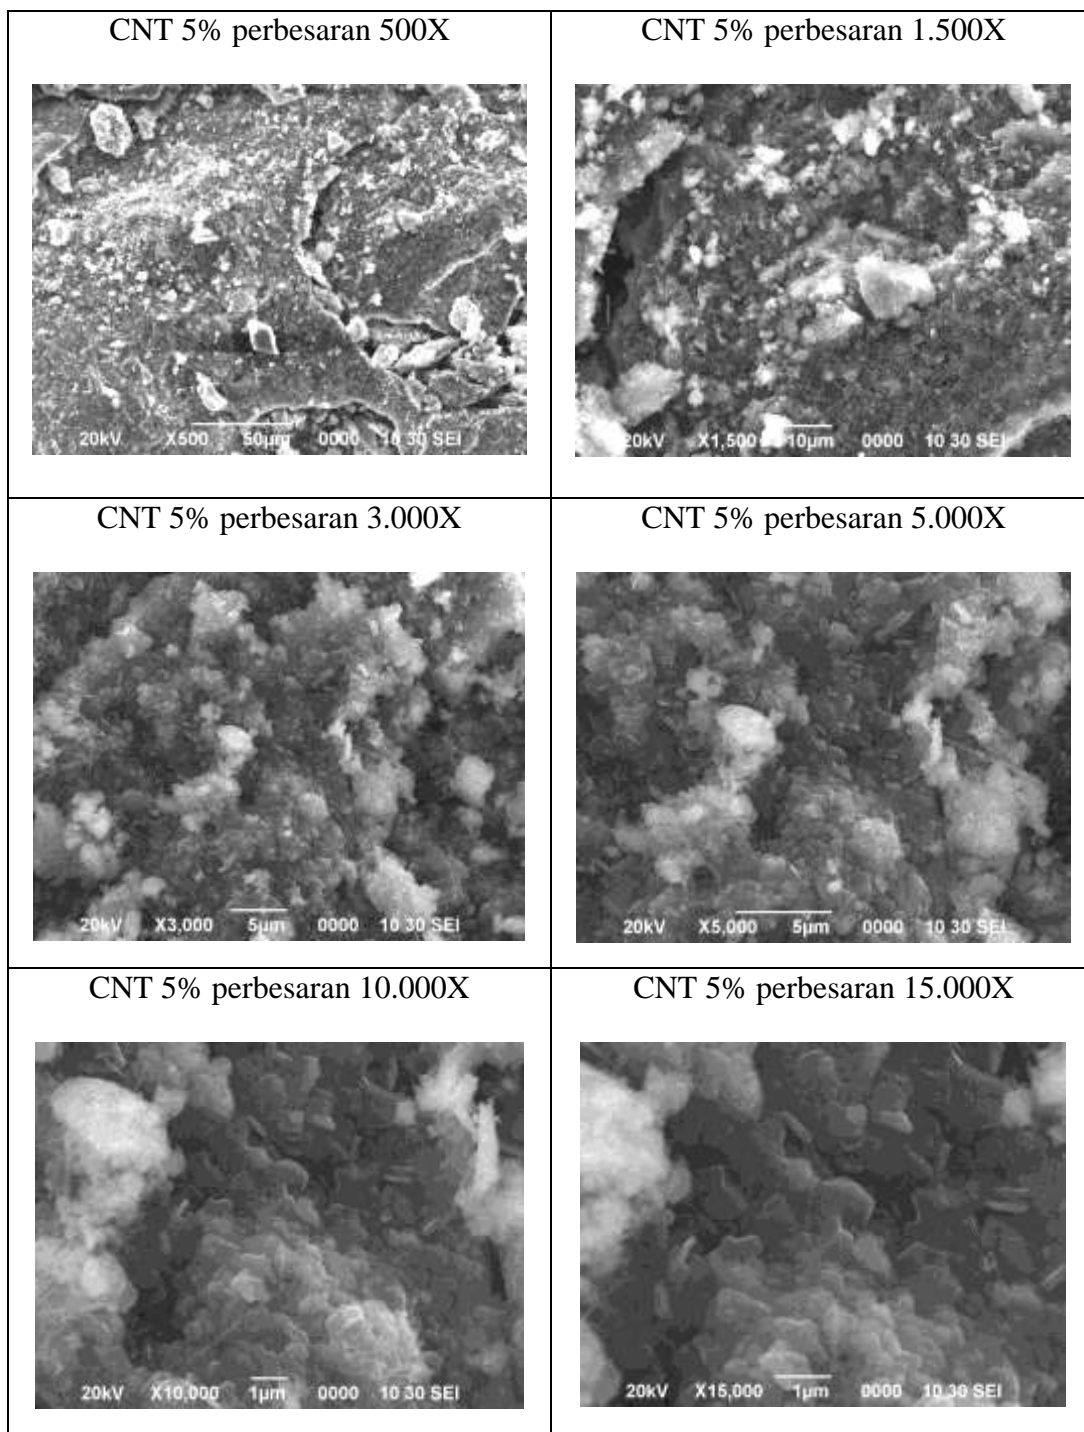 CNT 5% perbesaran 500X
CNT 5% perbesaran 1.500X
20kV X500 50µm 0000 10 30 SEI
20kV X1,500 10µm 0000 10 30 SEI
CNT 5% perbesaran 3.000X
CNT 5% perbesaran 5.000X
20kV X3,000 5µm 0000 10 30 SEI
20kV X5,000 5µm 0000 10 30 SEI
CNT 5% perbesaran 10.000X
CNT 5% perbesaran 15.000X
20kV X10,000 1µm 0000 10 30 SEI
20kV X15,000 1µm 0000 10 30 SEI